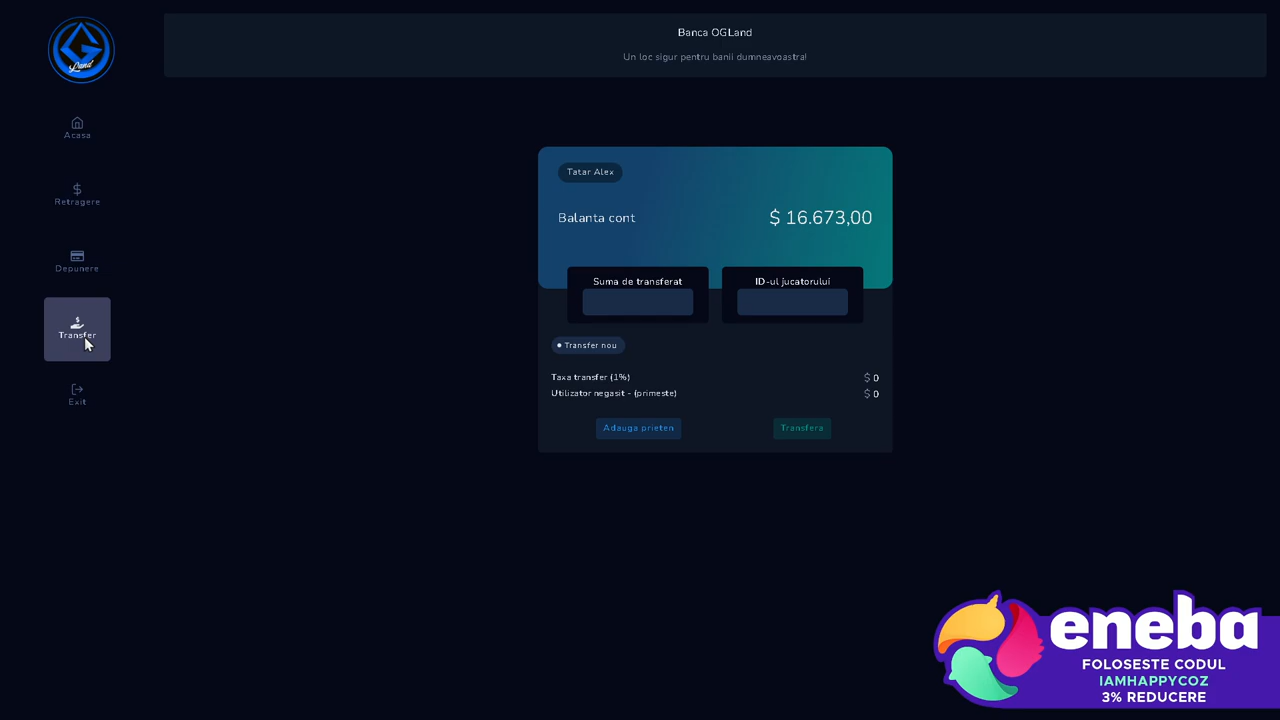 Land
Banca OGLand
Un loc sigur pentru banii dumneavoastra!
Acasa
Retragere
Depunere
Transfer
Exit
Tatar Alex
Balanta cont
$ 16.673,00
Suma de transferat
ID-ul jucatorului
Transfer nou
Taxa transfer (1%)
$ 0
Utilizator negasit - (primeste)
$ 0
Adauga prieten
Transfera
eneba
FOLOSESTE CODUL
IAMHAPPYCOZ
3% REDUCERE